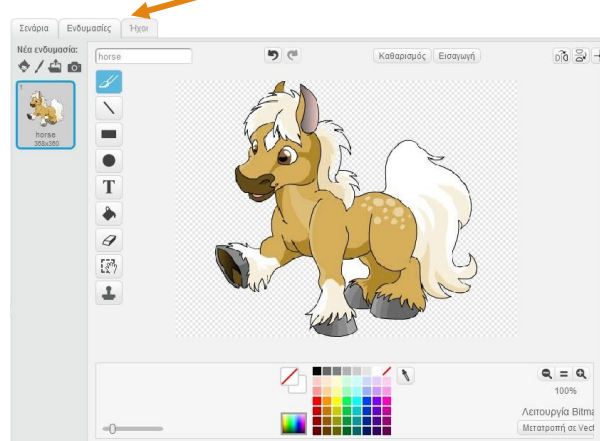 Σενάρια Ενδυμασίες Ήχοι
Νέα ενδυμασία:
horse
Καθαρισμός Εισαγωγή
1
horse
368x360
T
100%
Λειτουργία Bitma
Μετατροπή σε Vect